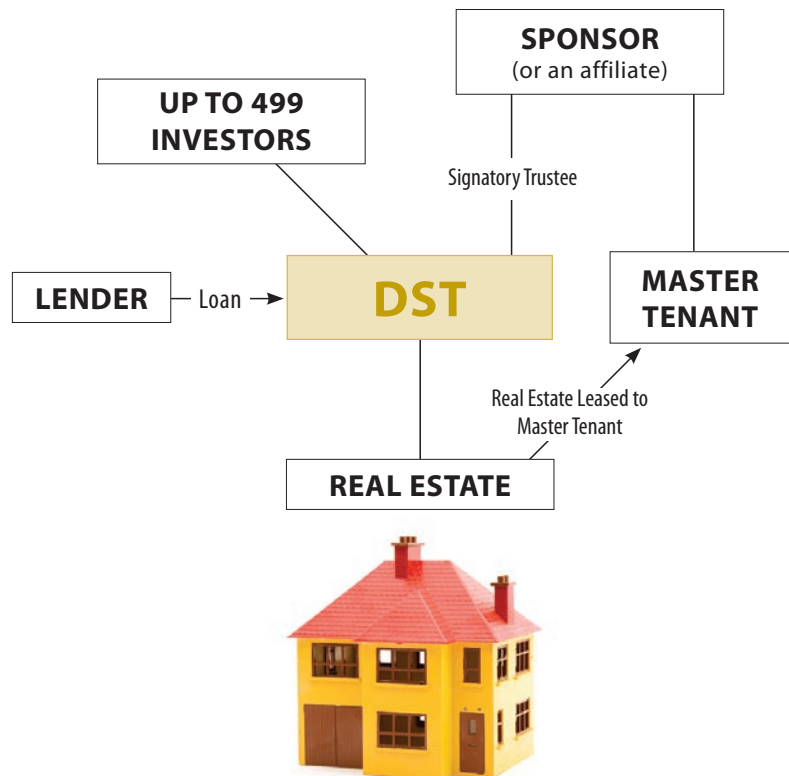 SPONSOR
(or an affiliate)
UP TO 499
INVESTORS
Signatory Trustee
LENDER
Loan
DST
MASTER
TENANT
Real Estate Leased to
Master Tenant
REAL ESTATE